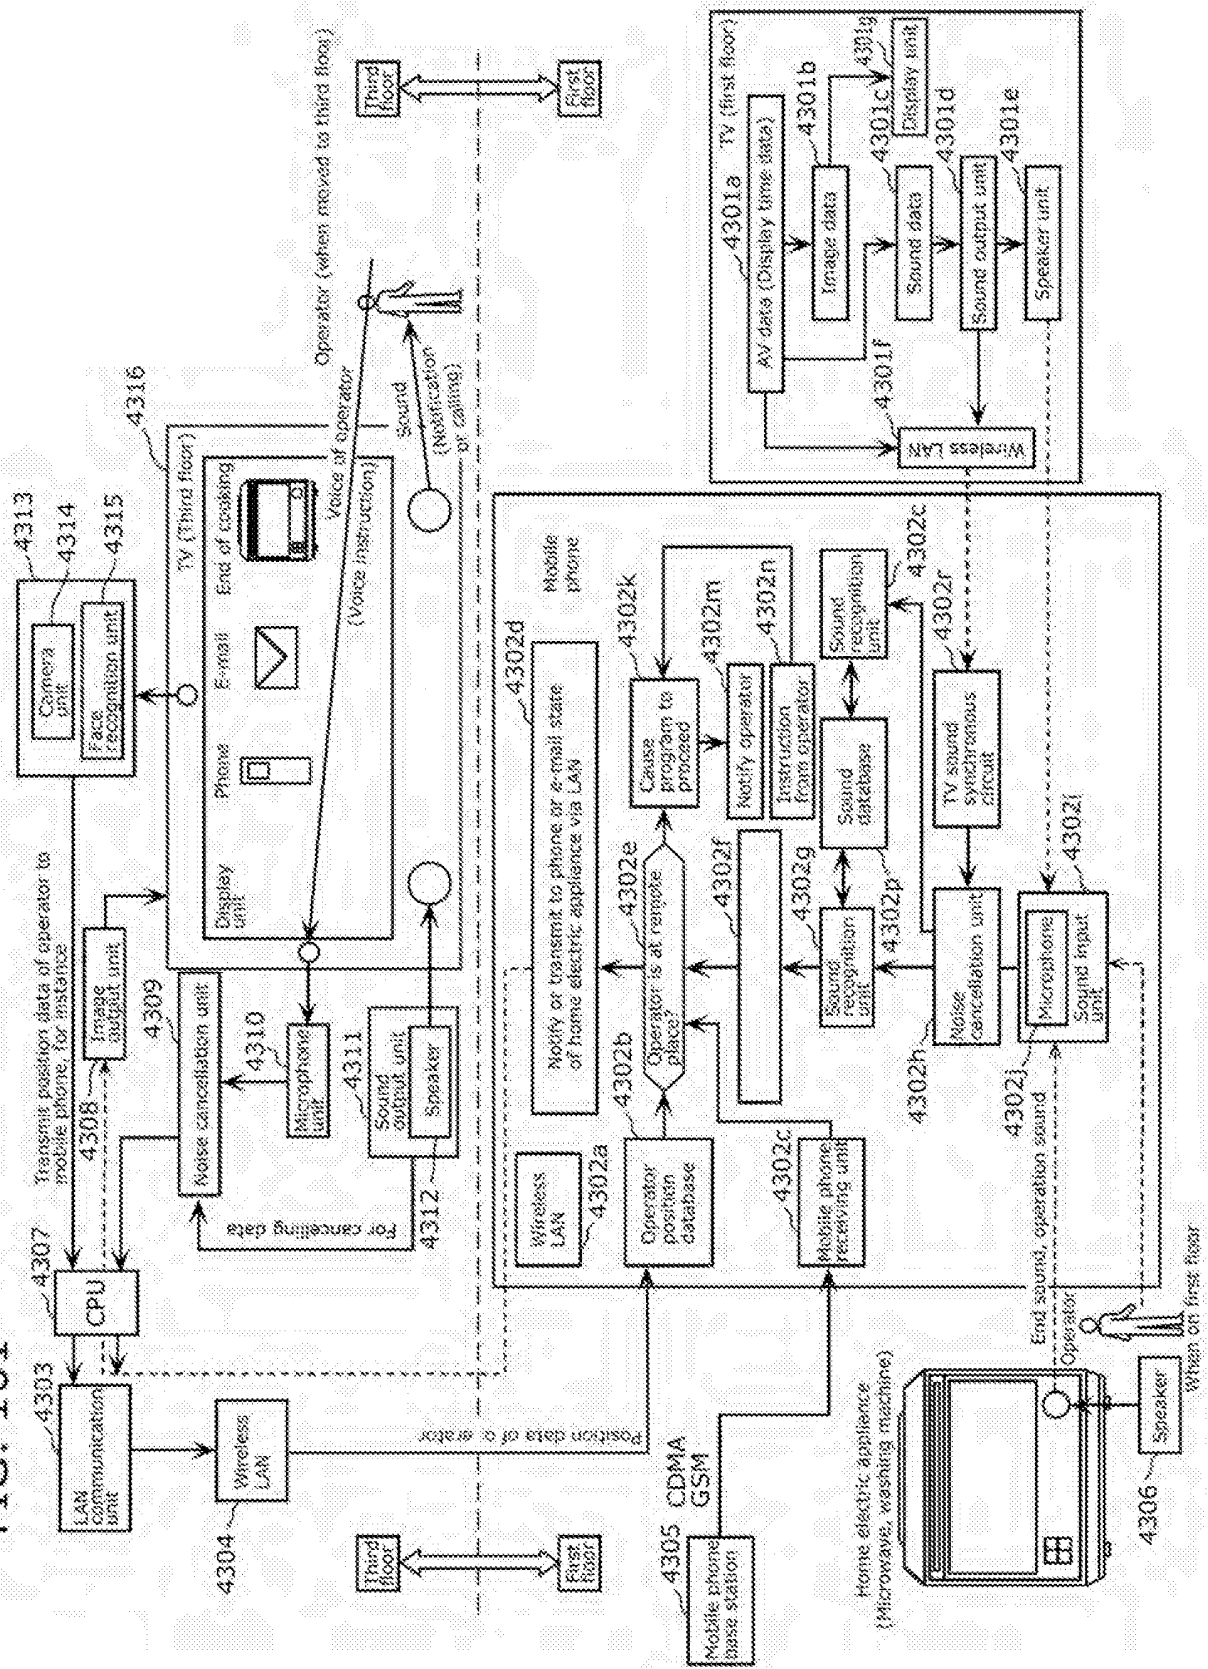 4303
LAN
communication
unit
4307
CPU
Transmit position data of operator to
mobile phone, for instance
4308
Image
output unit
4313
Camera
unit
4314
Face
recognition unit
4315
4304
Wireless
LAN
4309
Noise cancellation unit
4310
Microphone
unit
4311
Sound
output unit
Speaker
4312
For cancelling data
4316
TV (Third floor)
Display
unit
Phone
E-mail
End of cooking
Voice of operator
(Voice instruction)
Sound
(Notification
or calling)
Operator (when moved to third floor)
Third
floor
First
floor
Third
floor
First
floor
Position data of
4305
Mobile phone
base station
CDMA
GSM
Mobile
phone
Wireless
LAN
4302a
4302d
Notify or transmit to phone or e-mail state
of home electric appliance via LAN
4302b
Operator
position
database
4302e
Operator is at remote
place?
4302k
Cause
program to
proceed
4302m
Notify operator
4302n
Instruction
from operator
4302f
4302c
Mobile phone
receiving unit
4302g
Sound
recognition
unit
4302p
Sound
database
Sound
recognition
unit
4302c
4302h
Noise
cancellation unit
4302r
TV sound
synchronous
circuit
4302j
Microphone
Sound input
unit
4302i
End sound, operation sound
Operator
When on first floor
Home electric appliance
(Microwave, washing machine)
4306
Speaker
TV (first floor)
4301a
AV data (Display time data)
4301b
Image data
4301g
Display unit
4301c
Sound data
4301d
Sound output unit
4301e
Speaker unit
4301f
Wireless
LAN